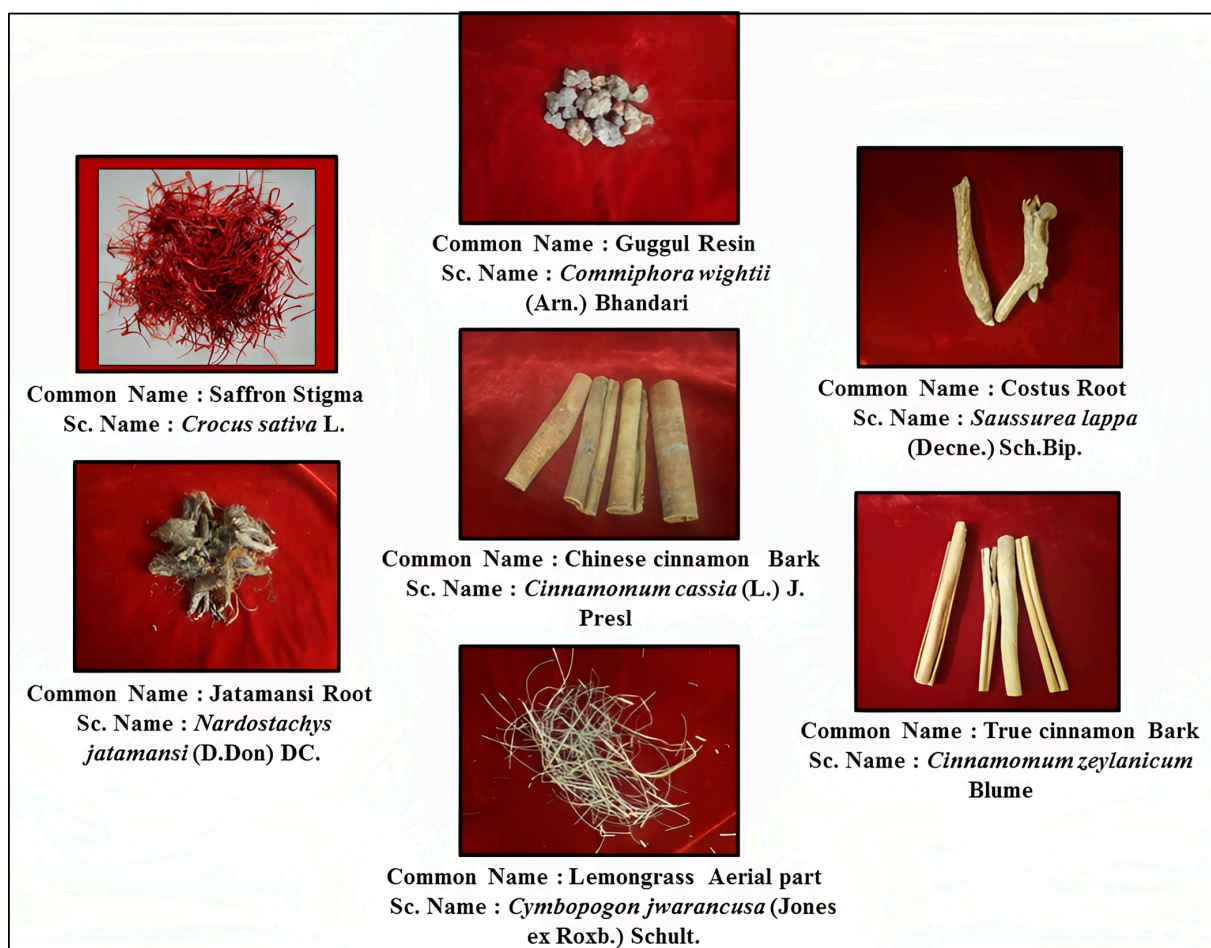 Common Name : Guggul Resin
Sc. Name : Commiphora wightii
(Arn.) Bhandari
Common Name : Saffron Stigma
Sc. Name : Crocus sativa L.
Common Name : Costus Root
Sc. Name : Saussurea lappa
(Decne.) Sch.Bip.
Common Name : Chinese cinnamon Bark
Sc. Name : Cinnamomum cassia (L.) J.
Presl
Common Name : Jatamansi Root
Sc. Name : Nardostachys
jatamansi (D.Don) DC.
Common Name : True cinnamon Bark
Sc. Name : Cinnamomum zeylanicum
Blume
Common Name : Lemongrass Aerial part
Sc. Name : Cymbopogon jwarancusa (Jones
ex Roxb.) Schult.